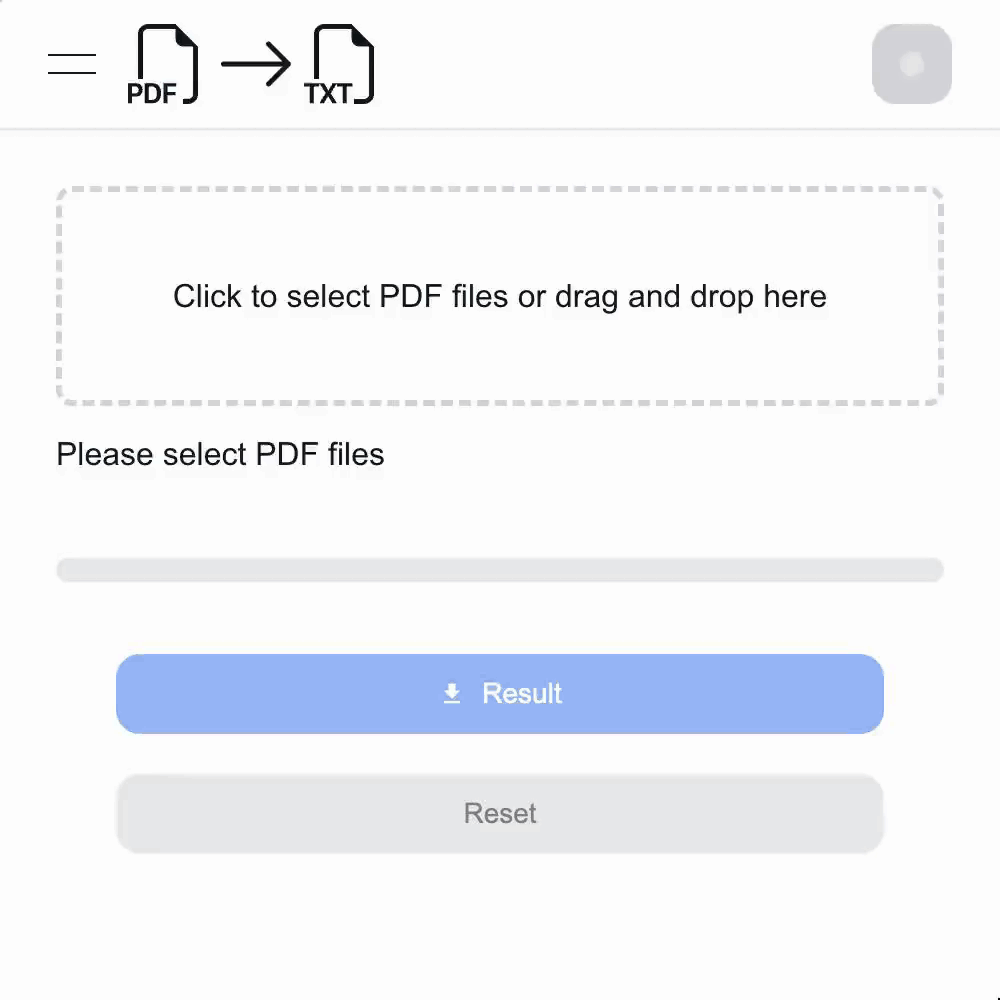 PDF TXT
Click to select PDF files or drag and drop here
Please select PDF files
Result
Reset